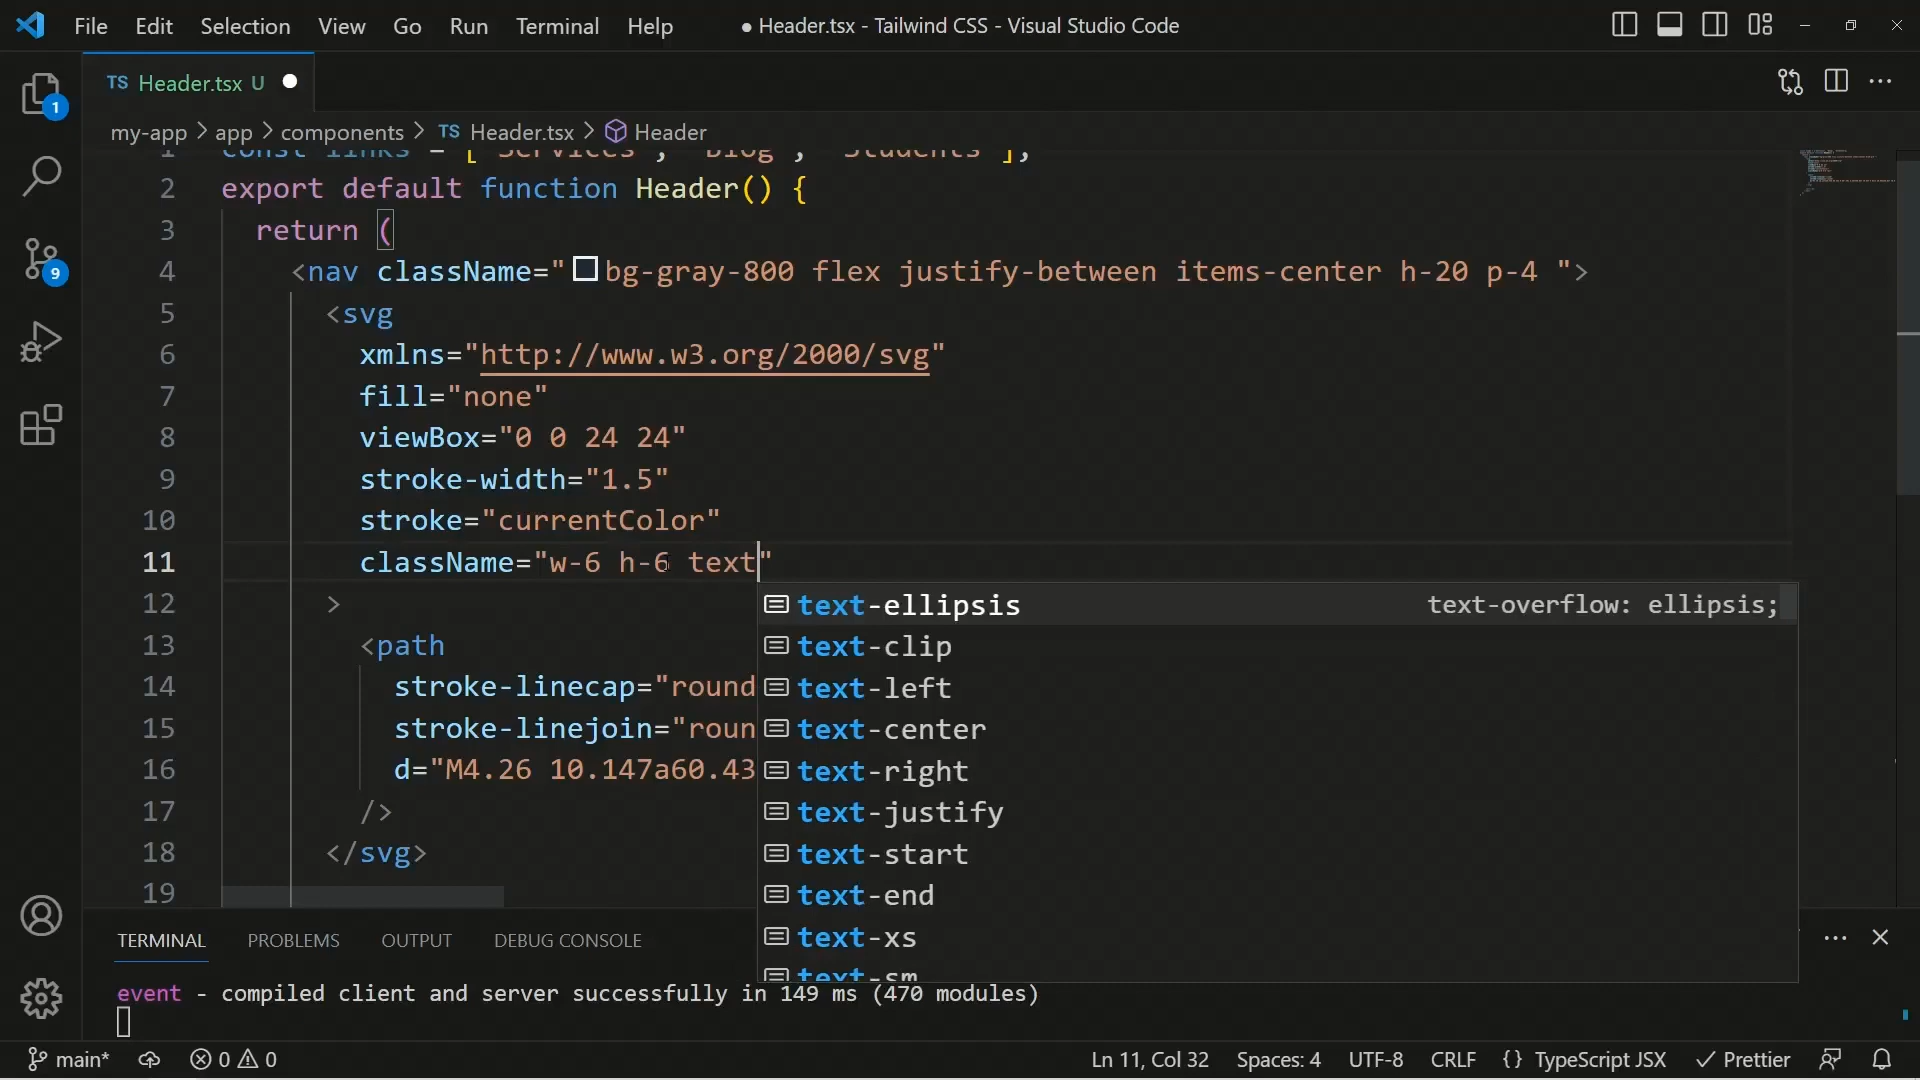 File Edit Selection View Go Run Terminal Help
● Header.tsx - Tailwind CSS - Visual Studio Code
TS Header.tsx U
1
my-app > app > components > TS Header.tsx > Header
1 const links = [ "Services", "Blog", "Students" ];
2 export default function Header() {
3 return (
4 <nav className=" bg-gray-800 flex justify-between items-center h-20 p-4 ">
9
5 <svg
6 xmlns="http://www.w3.org/2000/svg"
7 fill="none"
8 viewBox="0 0 24 24"
9 stroke-width="1.5"
10 stroke="currentColor"
11 className="w-6 h-6 text"
12 >
text-ellipsis text-overflow: ellipsis;
13 <path
text-clip
14 stroke-linecap="round
text-left
15 stroke-linejoin="roun
text-center
16 d="M4.26 10.147a60.43
text-right
17 />
text-justify
18 </svg>
text-start
19
text-end
text-xs
text-sm
TERMINAL PROBLEMS OUTPUT DEBUG CONSOLE
event - compiled client and server successfully in 149 ms (470 modules)
main* 0 0 Ln 11, Col 32 Spaces: 4 UTF-8 CRLF {} TypeScript JSX Prettier